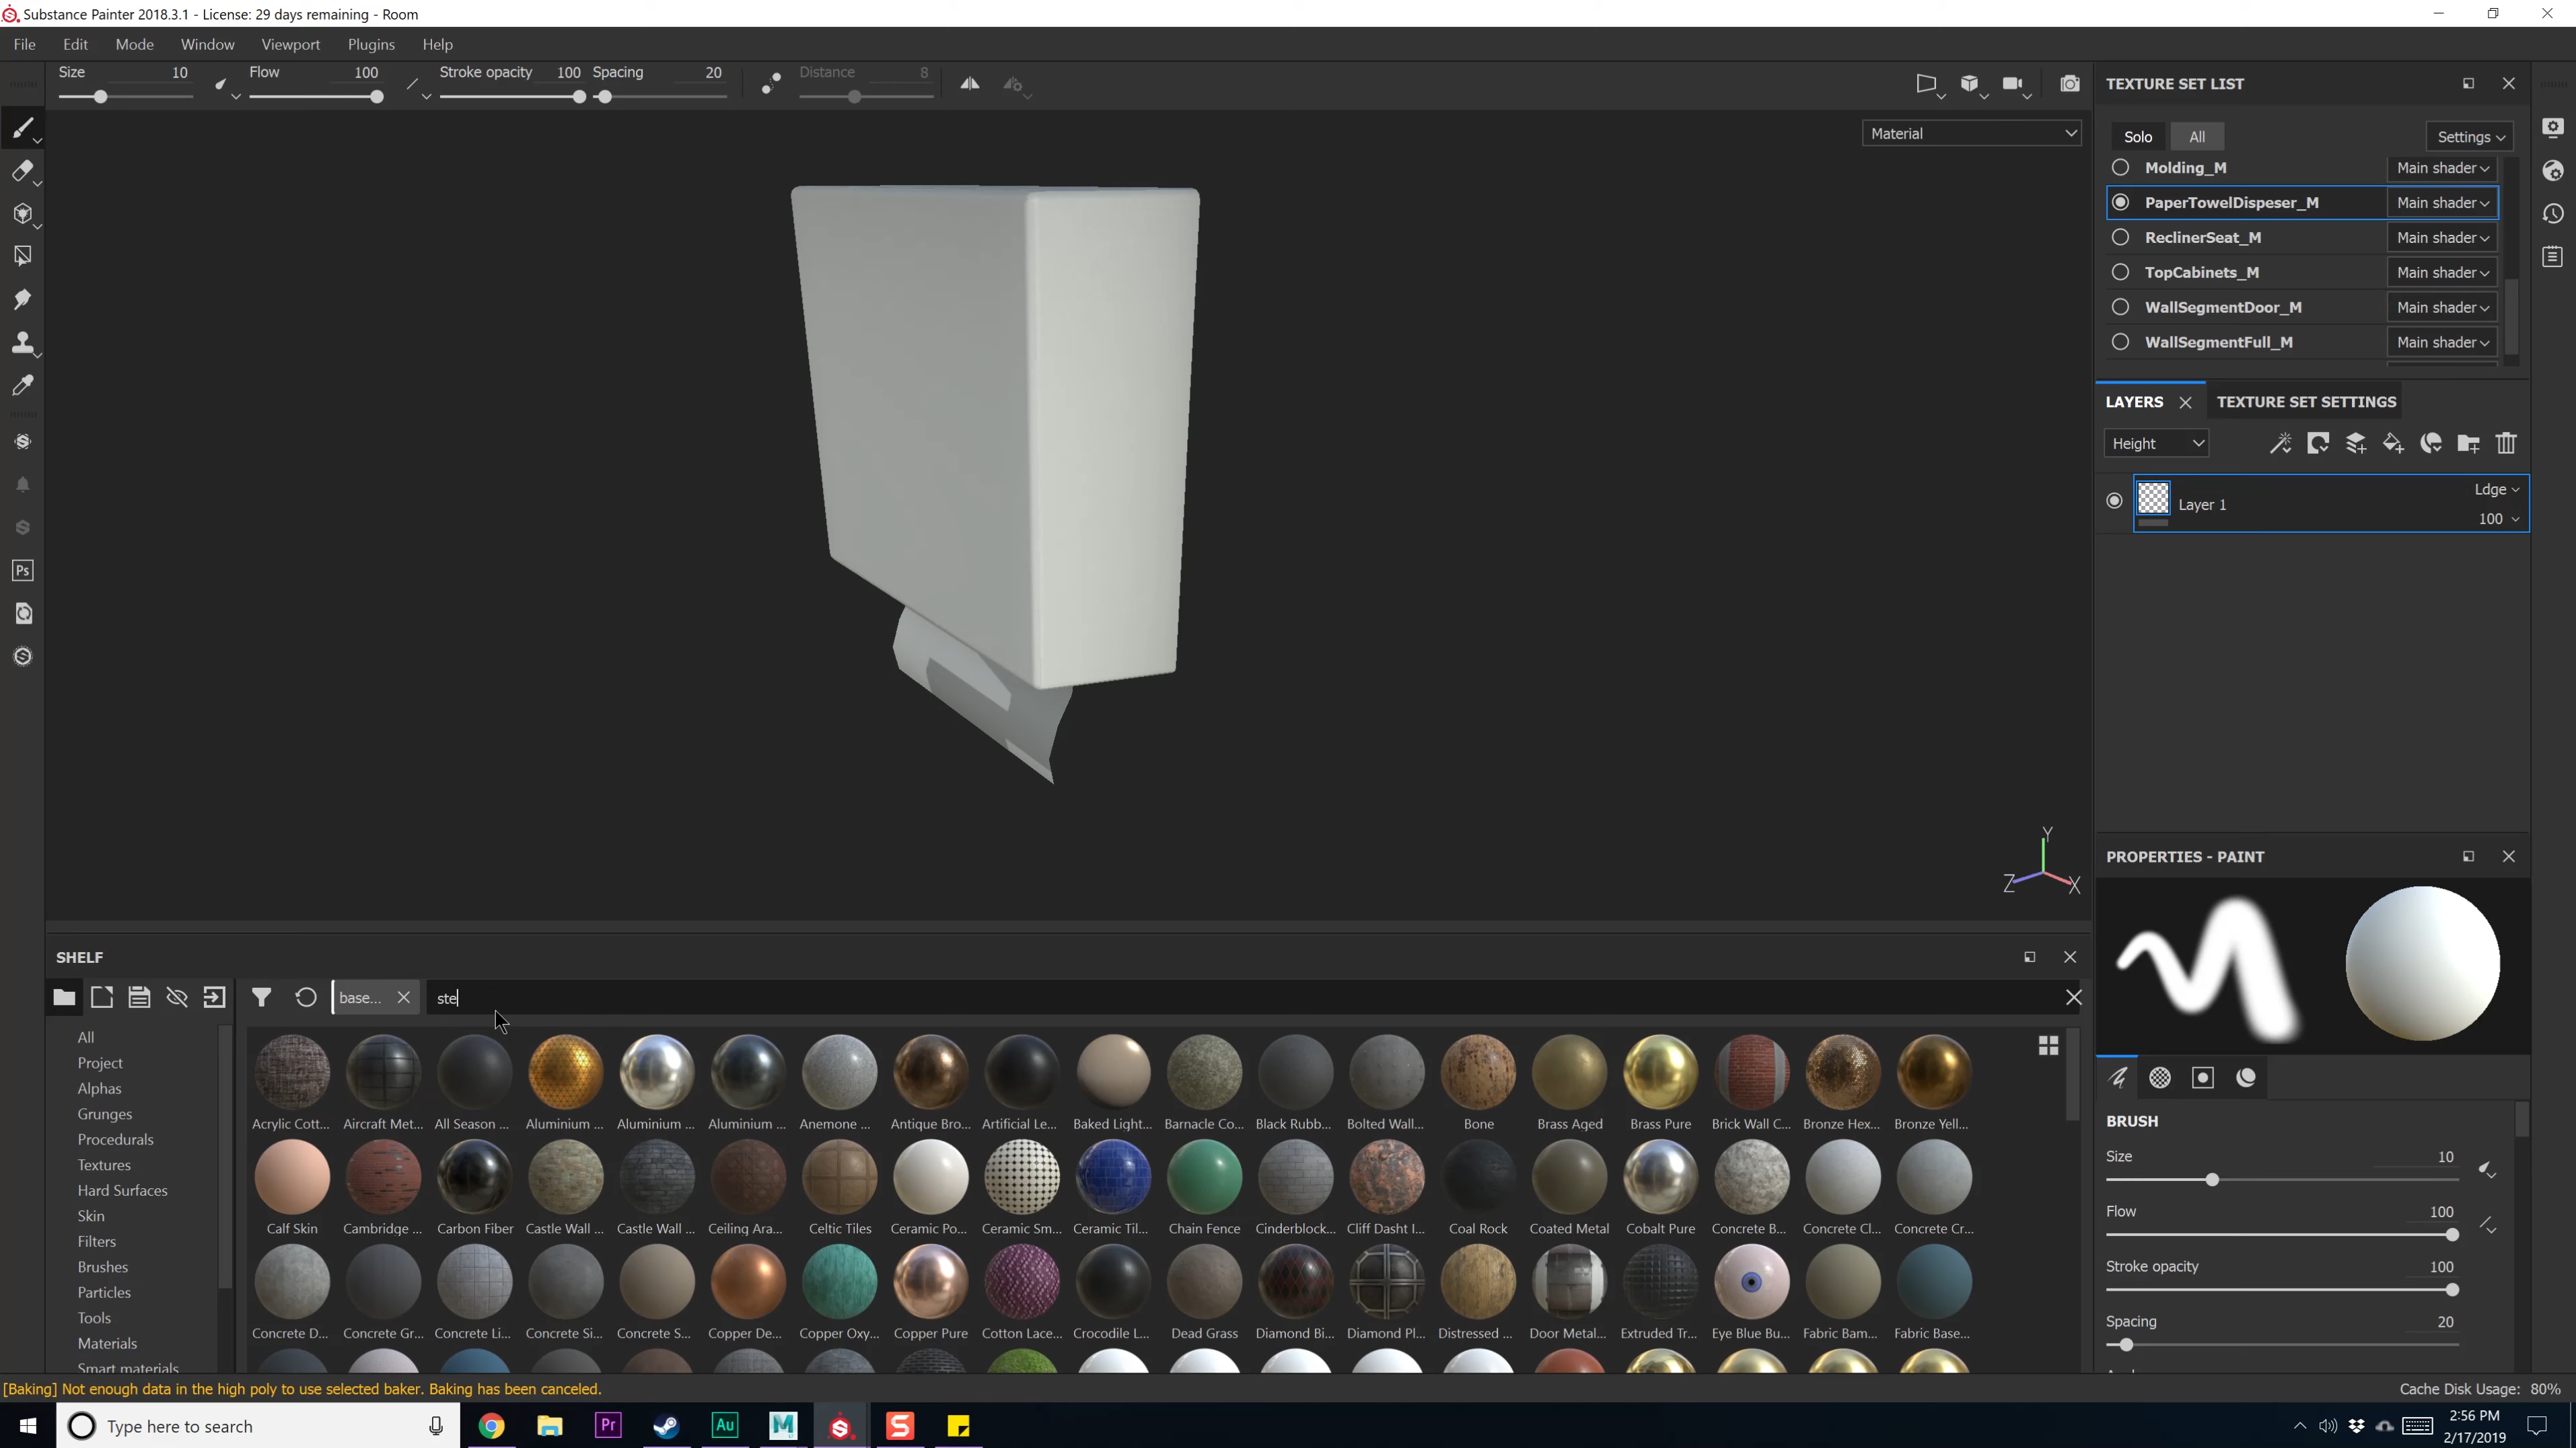 Substance Painter 2018.3.1 - License: 29 days remaining - Room
File Edit Mode Window Viewport Plugins Help
Size 10 Flow 100 Stroke opacity 100 Spacing 20 Distance 8
Material
TEXTURE SET LIST
Solo All Settings
Molding_M Main shader
PaperTowelDispeser_M Main shader
ReclinerSeat_M Main shader
TopCabinets_M Main shader
WallSegmentDoor_M Main shader
WallSegmentFull_M Main shader
LAYERS TEXTURE SET SETTINGS
Height
Layer 1 Ldge
100
Ps
Y
Z X
PROPERTIES - PAINT
BRUSH
Size 10
Flow 100
Stroke opacity 100
Spacing 20
SHELF
base... ste
All
Project
Alphas
Grunges
Procedurals
Textures
Hard Surfaces
Skin
Filters
Brushes
Particles
Tools
Materials
Smart materials
Acrylic Cott... Aircraft Met... All Season ... Aluminium ... Aluminium ... Aluminium ... Anemone ... Antique Bro... Artificial Le... Baked Light... Barnacle Co... Black Rubb... Bolted Wall... Bone Brass Aged Brass Pure Brick Wall C... Bronze Hex... Bronze Yell...
Calf Skin Cambridge ... Carbon Fiber Castle Wall ... Castle Wall ... Ceiling Ara... Celtic Tiles Ceramic Po... Ceramic Sm... Ceramic Til... Chain Fence Cinderblock... Cliff Dasht I... Coal Rock Coated Metal Cobalt Pure Concrete B... Concrete Cl... Concrete Cr...
Concrete D... Concrete Gr... Concrete Li... Concrete Si... Concrete S... Copper De... Copper Oxy... Copper Pure Cotton Lace... Crocodile L... Dead Grass Diamond Bi... Diamond Pl... Distressed ... Door Metal... Extruded Tr... Eye Blue Bu... Fabric Bam... Fabric Base...
[Baking] Not enough data in the high poly to use selected baker. Baking has been canceled.
Cache Disk Usage: 80%
Type here to search
Pr Au M S
2:56 PM
2/17/2019